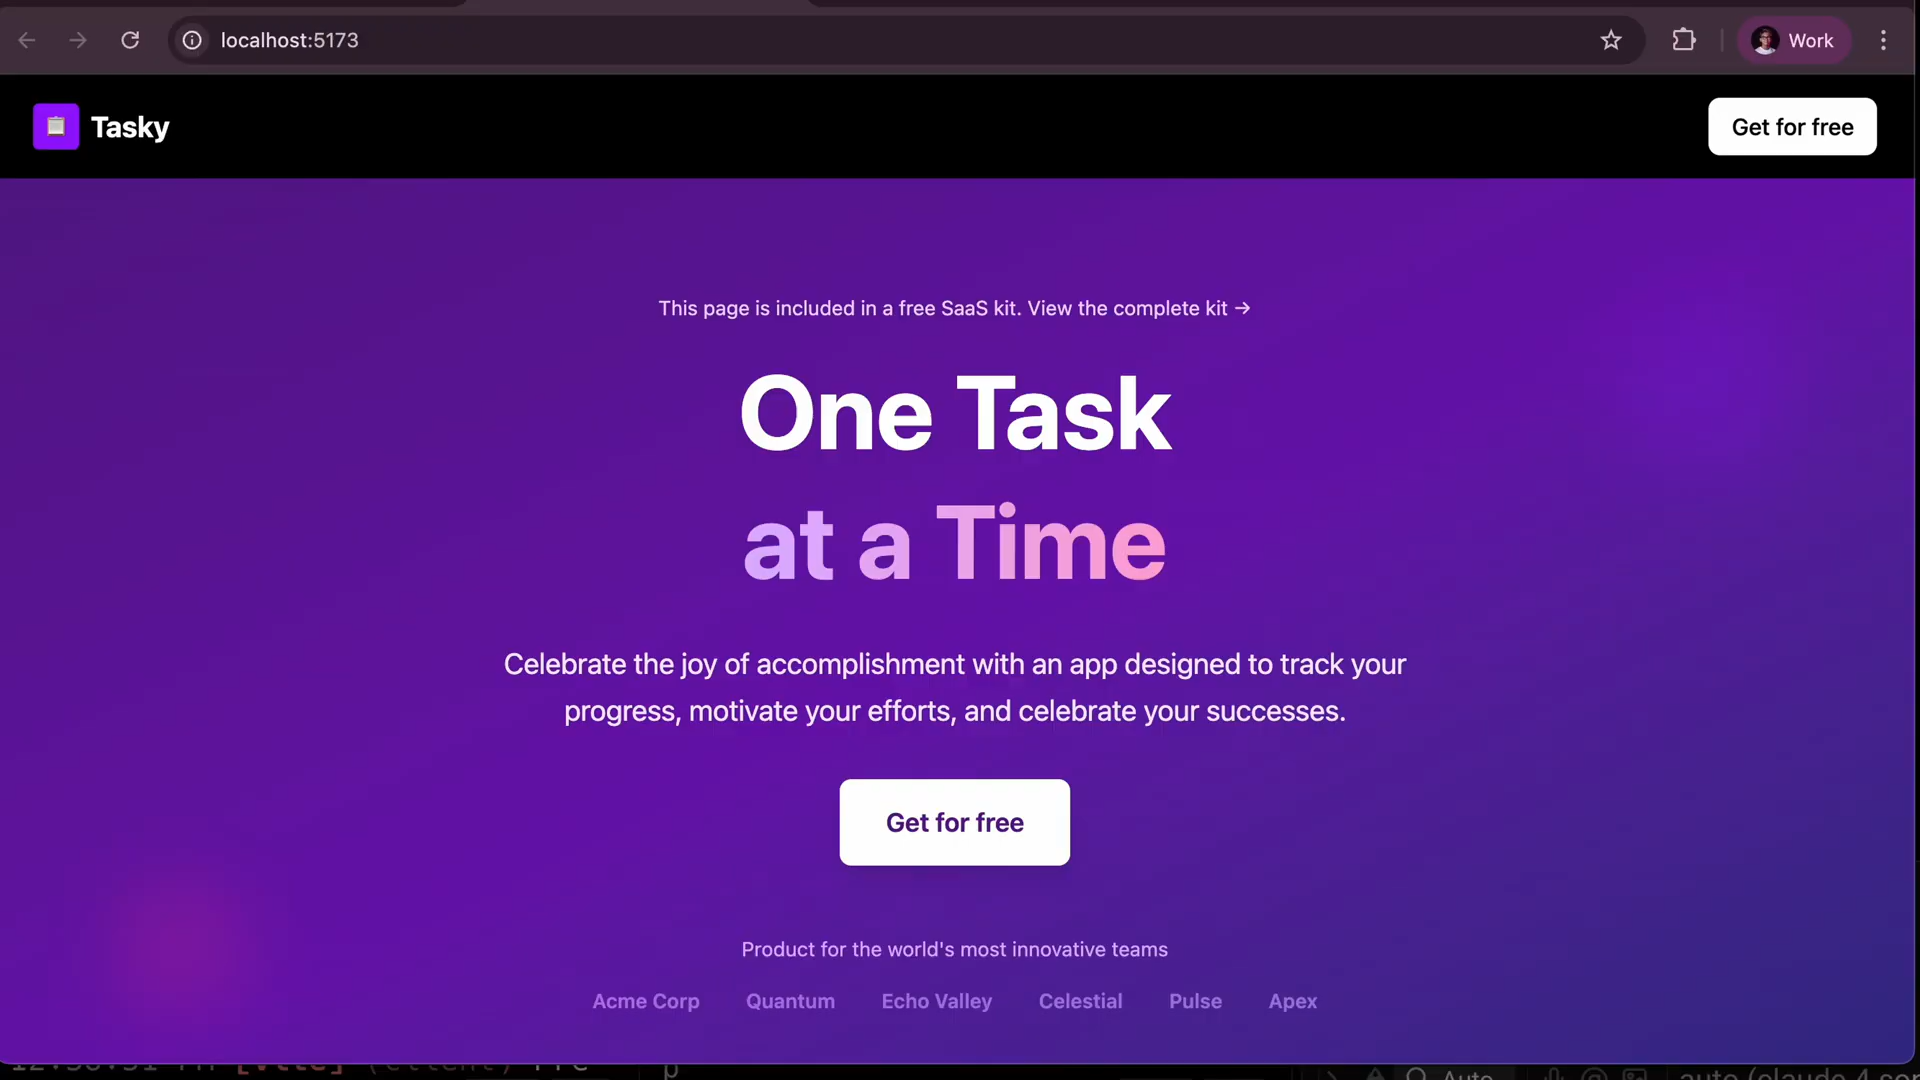 localhost:5173
Work
Tasky
Get for free
This page is included in a free SaaS kit. View the complete kit →
One Task
at a Time
Celebrate the joy of accomplishment with an app designed to track your
progress, motivate your efforts, and celebrate your successes.
Get for free
Product for the world's most innovative teams
Acme Corp Quantum Echo Valley Celestial Pulse Apex